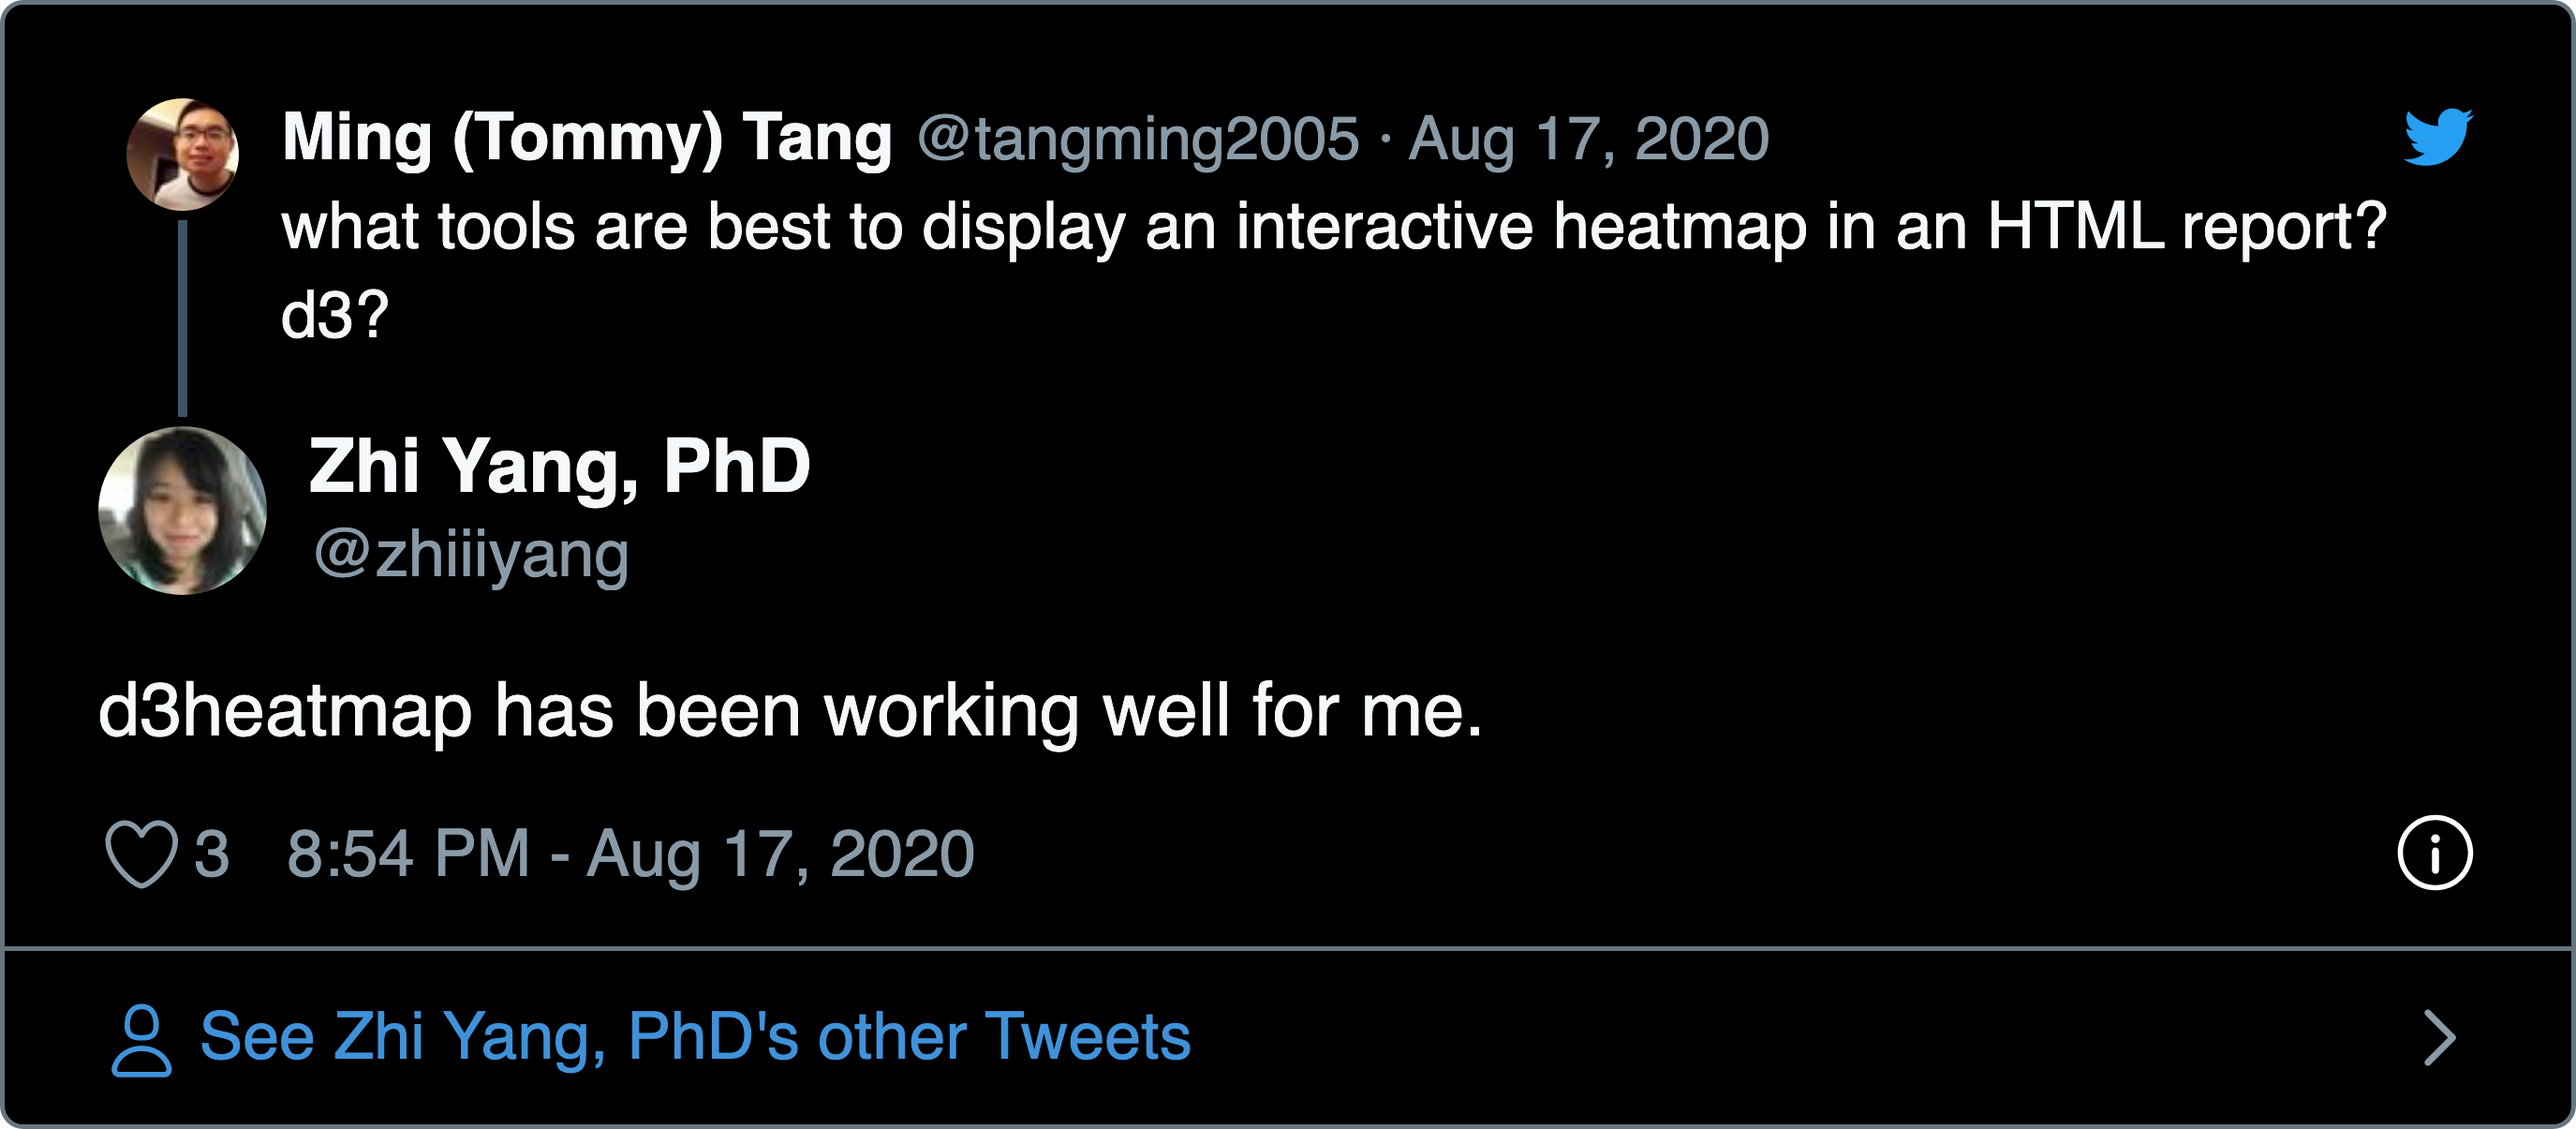 Ming (Tommy) Tang @tangming2005 · Aug 17, 2020
what tools are best to display an interactive heatmap in an HTML report?
d3?
Zhi Yang, PhD
@zhiiiyang
d3heatmap has been working well for me.
3 8:54 PM - Aug 17, 2020
See Zhi Yang, PhD's other Tweets